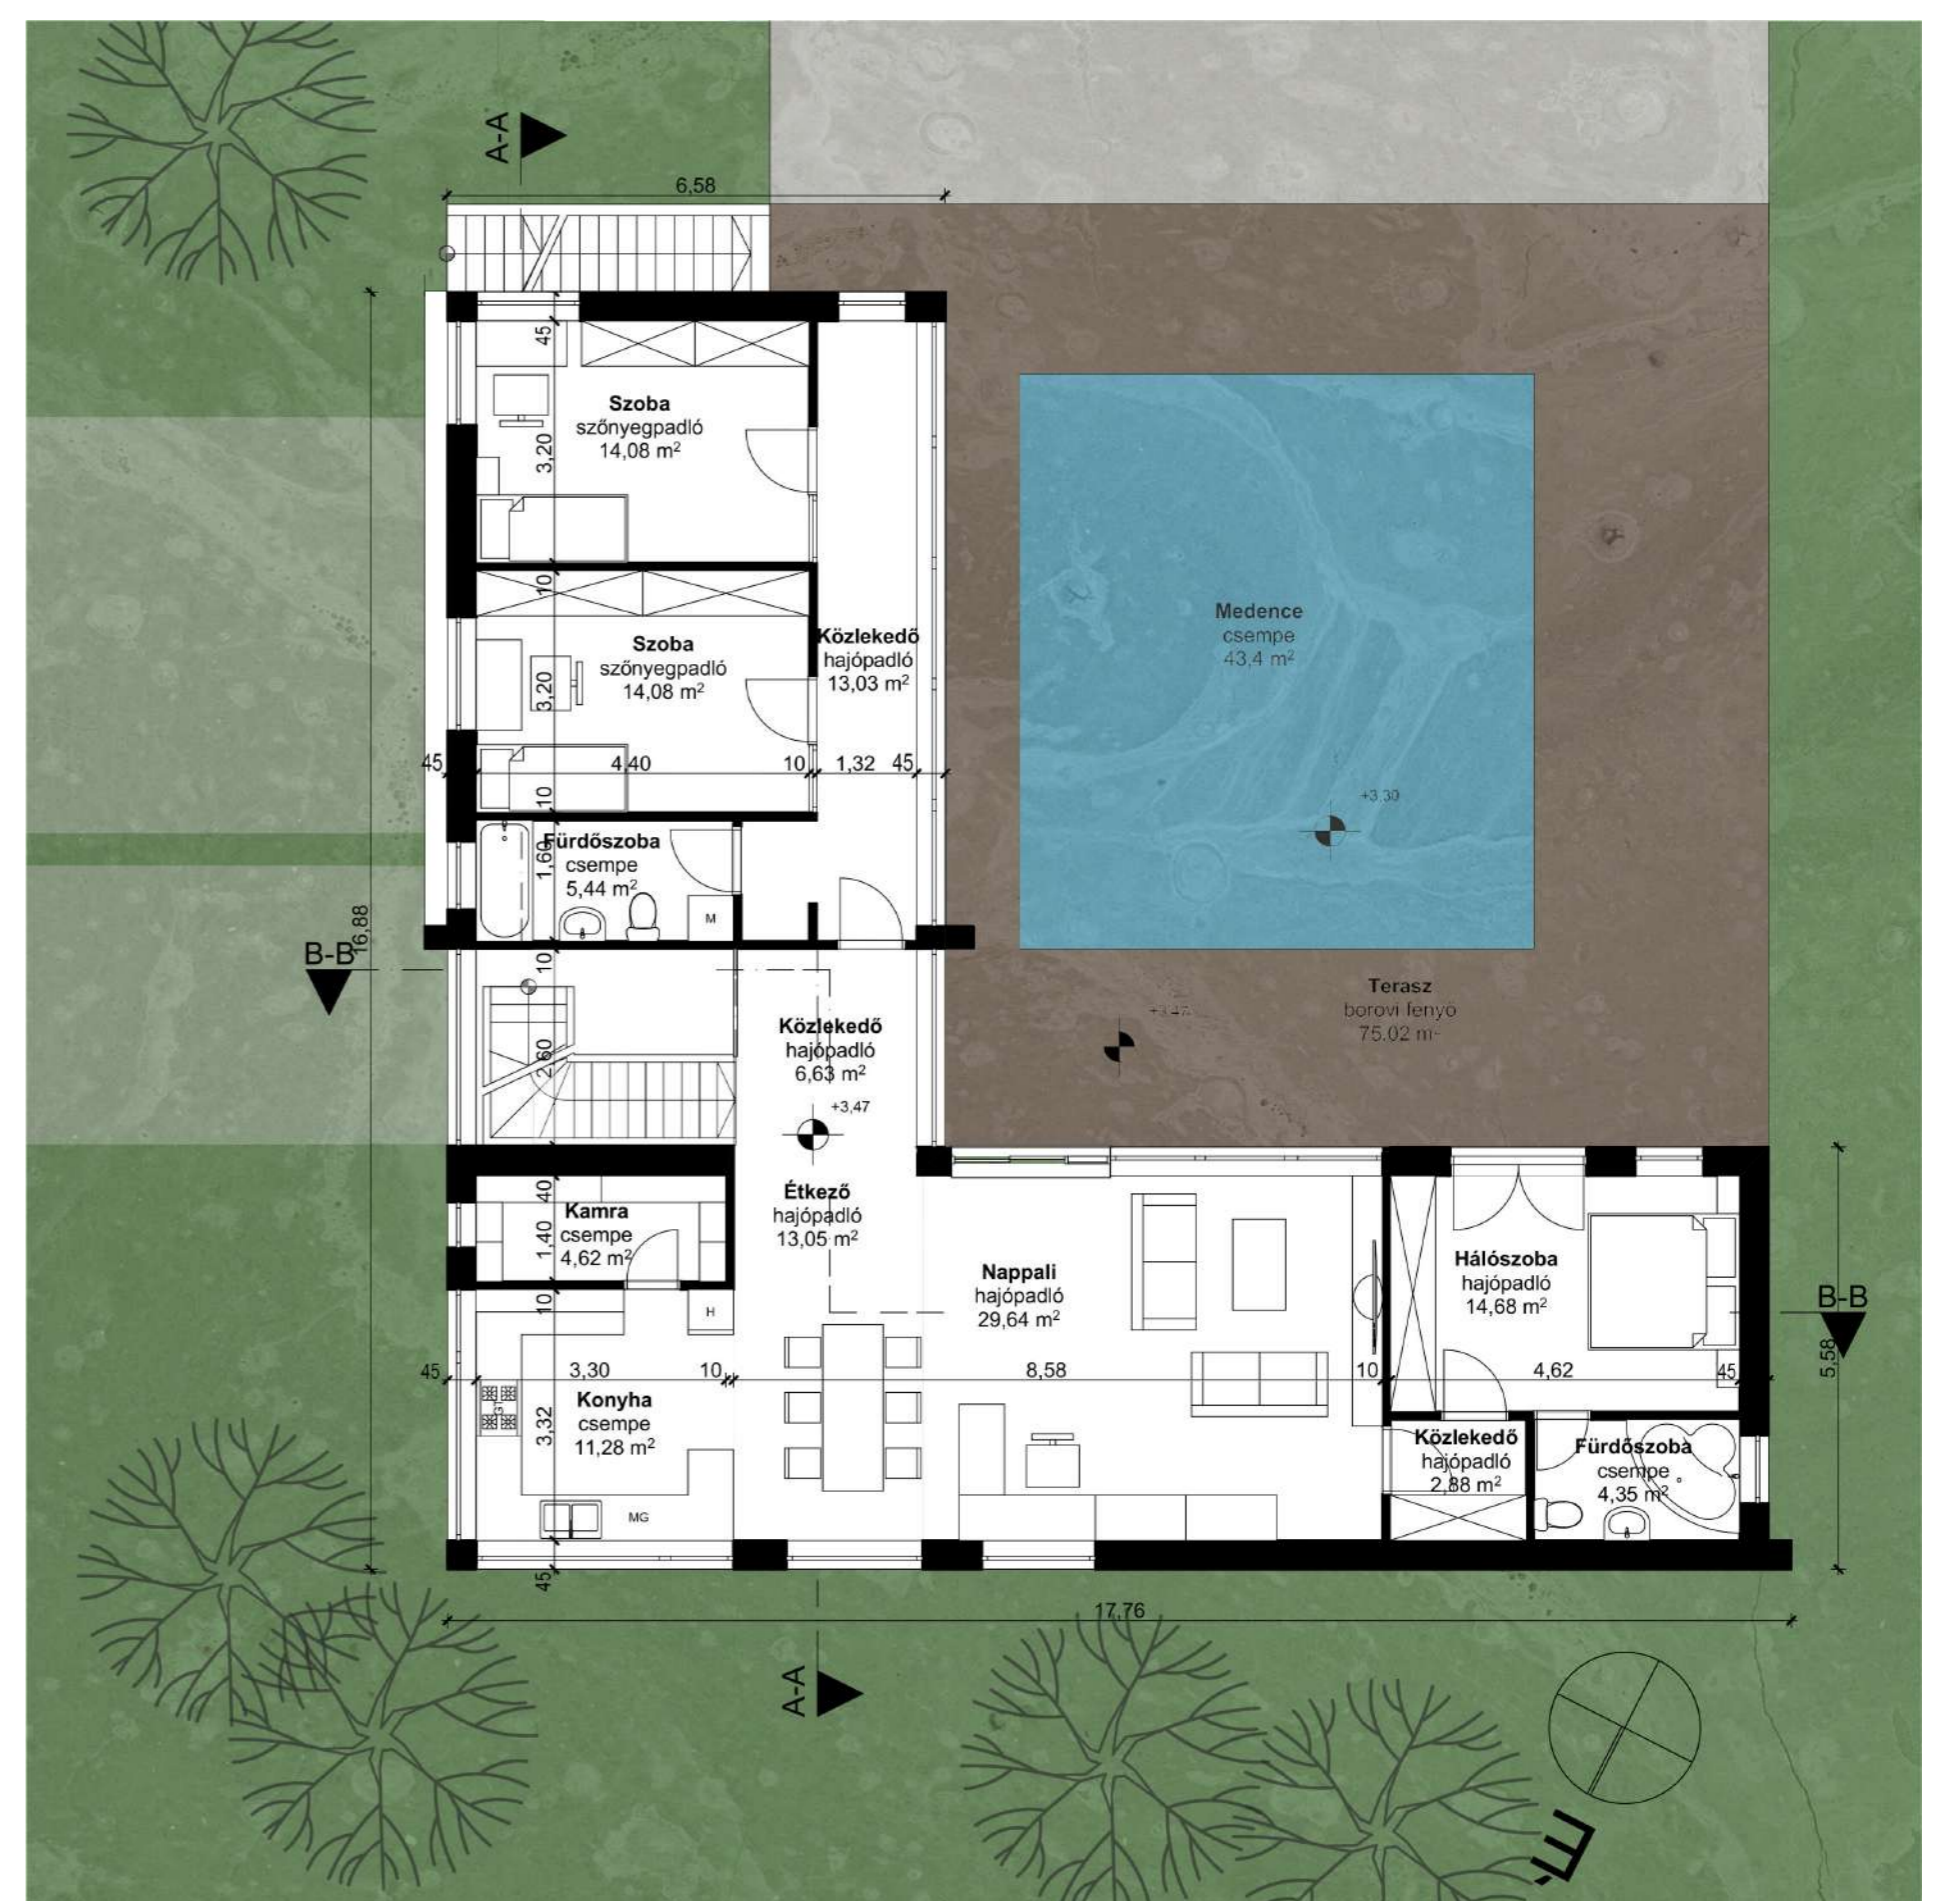 A-A
6,58
45
Szoba
szőnyegpadló
14,08 m²
3,20
10
Szoba
szőnyegpadló
14,08 m²
3,20
Közlekedő
hajópadló
13,03 m²
Medence
csempe
43,4 m²
45
4,40
10
1,32
45
10
+3,30
Fürdőszoba
csempe
5,44 m²
1,60
M
16,88
B-B
10
Terasz
borovi fenyő
75.02 m²
Közlekedő
hajópadló
6,63 m²
2,60
+3,47
40
Kamra
csempe
4,62 m²
1,40
Étkező
hajópadló
13,05 m²
Nappali
hajópadló
29,64 m²
Hálószoba
hajópadló
14,68 m²
10
H
B-B
5,58
45
3,30
10
8,58
10
4,62
45
GT
Konyha
csempe
11,28 m²
3,32
Közlekedő
hajópadló
2,88 m²
Fürdőszoba
csempe
4,35 m²
MG
45
17,76
A-A
É